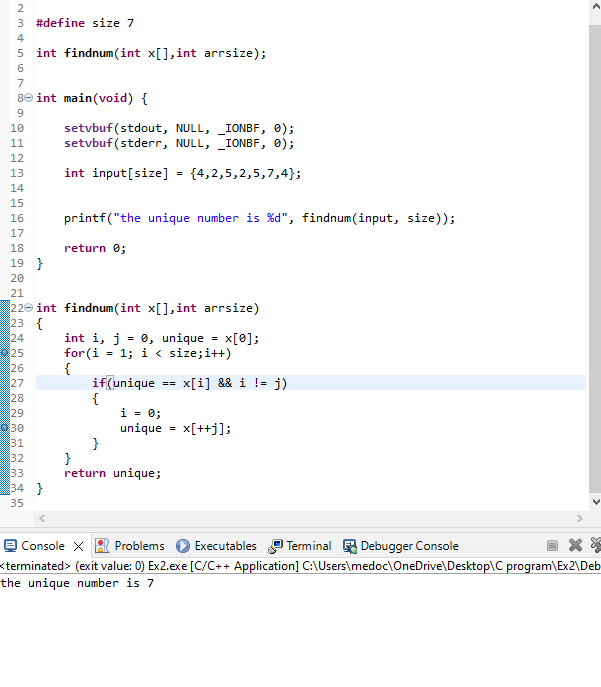 2
3 #define size 7
4
5 int findnum(int x[],int arrsize);
6
7
8 int main(void) {
9
10     setvbuf(stdout, NULL, _IONBF, 0);
11     setvbuf(stderr, NULL, _IONBF, 0);
12
13     int input[size] = {4,2,5,2,5,7,4};
14
15
16     printf("the unique number is %d", findnum(input, size));
17
18     return 0;
19 }
20
21
22 int findnum(int x[],int arrsize)
23 {
24     int i, j = 0, unique = x[0];
25     for(i = 1; i < size;i++)
26     {
27         if(unique == x[i] && i != j)
28         {
29             i = 0;
30             unique = x[++j];
31         }
32     }
33     return unique;
34 }
35
Console Problems Executables Terminal Debugger Console
<terminated> (exit value: 0) Ex2.exe [C/C++ Application] C:\Users\medoc\OneDrive\Desktop\C program\Ex2\Deb
the unique number is 7